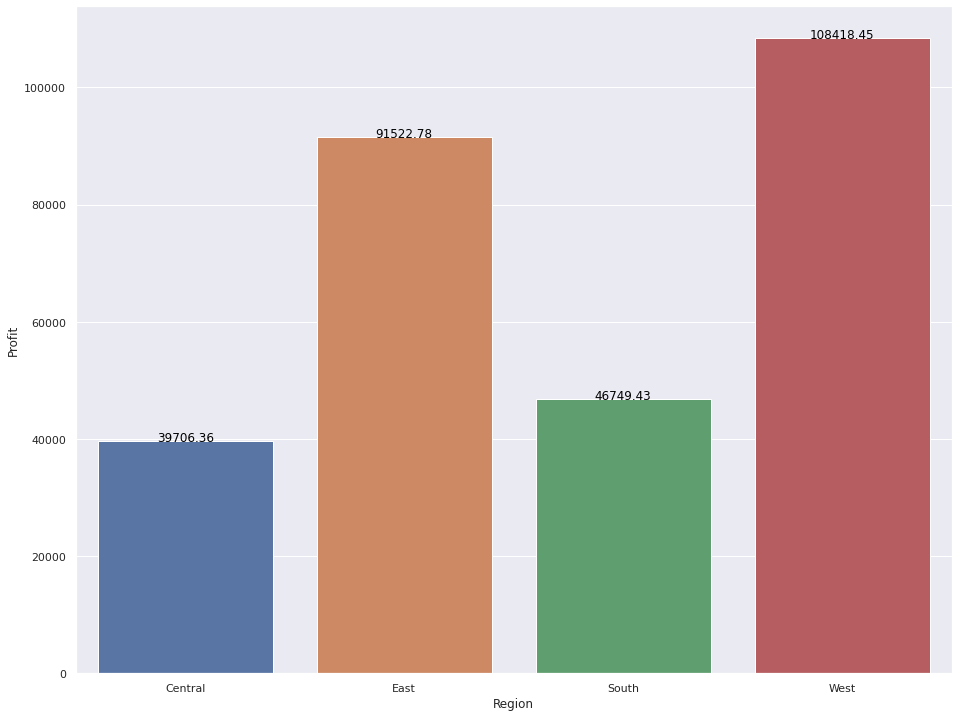 108418.45
100000
91522.78
80000
60000
Profit
46749.43
40000
39706.36
20000
0
Central
East
South
West
Region